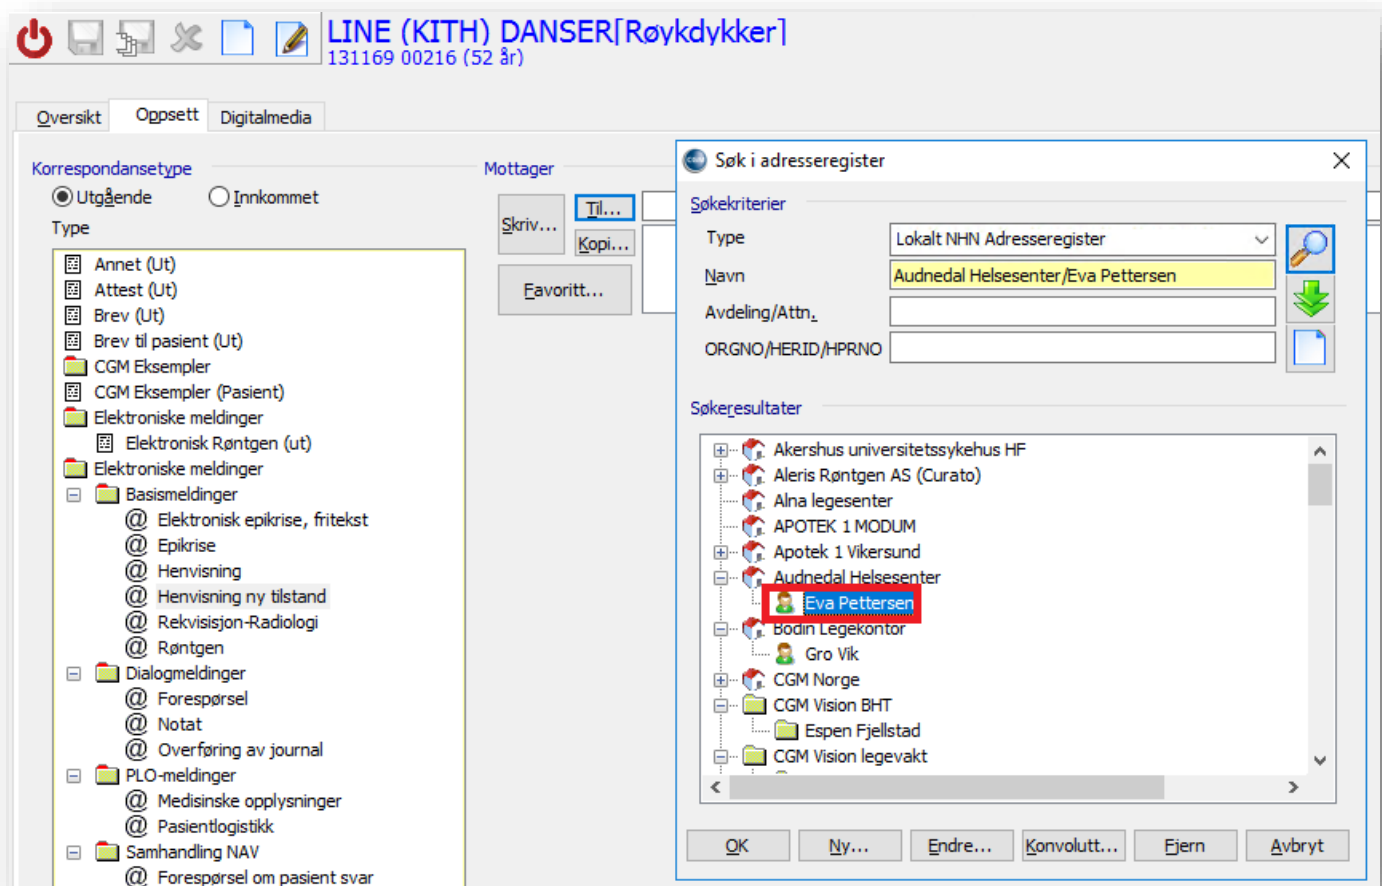 LINE (KITH) DANSER[Røykdykker]
131169 00216 (52 år)
Oversikt
Oppsett
Digitalmedia
Korrespondansetype
Utgående
Innkommet
Type
Annet (Ut)
Attest (Ut)
Brev (Ut)
Brev til pasient (Ut)
CGM Eksempler
CGM Eksempler (Pasient)
Elektroniske meldinger
Elektronisk Røntgen (ut)
Elektroniske meldinger
Basismeldinger
@ Elektronisk epikrise, fritekst
@ Epikrise
@ Henvisning
@ Henvisning ny tilstand
@ Rekvisisjon-Radiologi
@ Røntgen
Dialogmeldinger
@ Forespørsel
@ Notat
@ Overføring av journal
PLO-meldinger
@ Medisinske opplysninger
@ Pasientlogistikk
Samhandling NAV
@ Forespørsel om pasient svar
Mottager
Skriv...
Til...
Kopi...
Favoritt...
CGM
Søk i adresseregister
Søkekriterier
Type
Lokalt NHN Adresseregister
Navn
Audnedal Helsesenter/Eva Pettersen
Avdeling/Attn.
ORGNO/HERID/HPRNO
Søkeresultater
Akershus universitetssykehus HF
Aleris Røntgen AS (Curato)
Alna legesenter
APOTEK 1 MODUM
Apotek 1 Vikersund
Audnedal Helsesenter
Eva Pettersen
Bodin Legekontor
Gro Vik
CGM Norge
CGM Vision BHT
Espen Fjellstad
CGM Vision legevakt
OK
Ny...
Endre...
Konvolutt...
Fjern
Avbryt